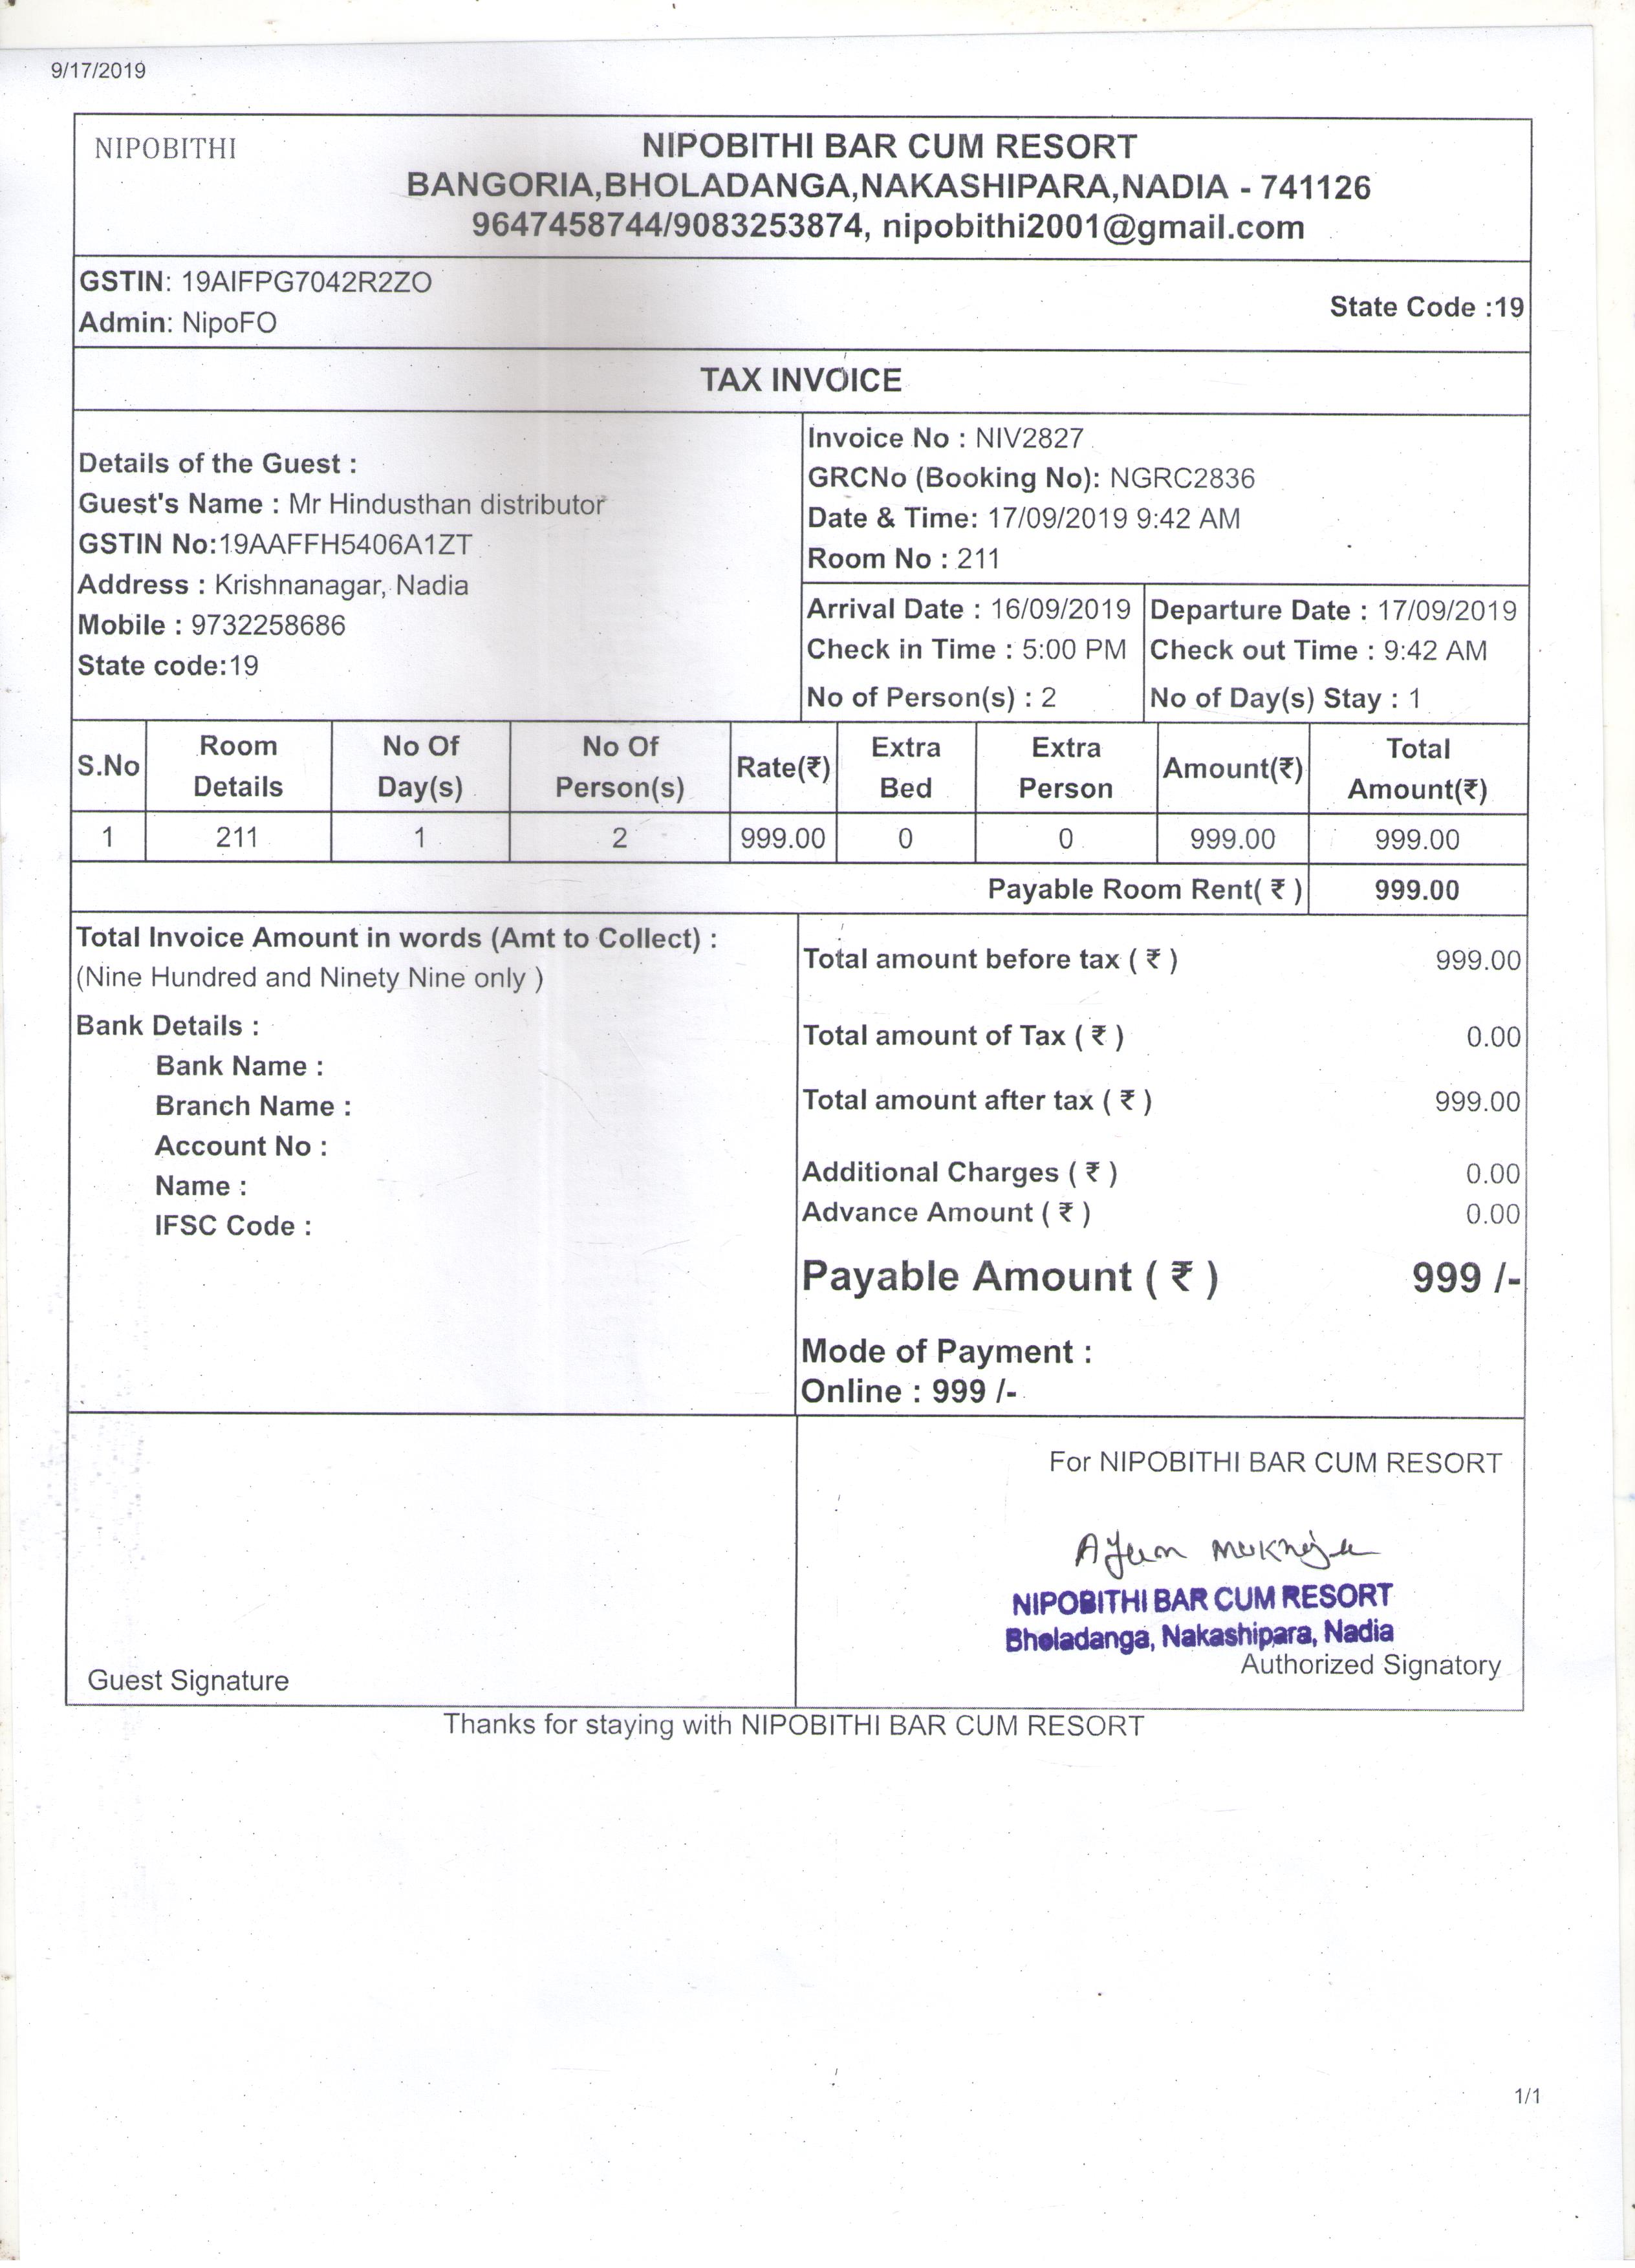 9/17/2019
NIPOBITHI
NIPOBITHI BAR CUM RESORT
BANGORIA,BHOLADANGA,NAKASHIPARA,NADIA - 741126
9647458744/9083253874, nipobithi2001@gmail.com
GSTIN: 19AIFPG7042R2ZO
Admin: NipoFO
State Code :19
TAX INVOICE
Details of the Guest :
Guest's Name : Mr Hindusthan distributor
GSTIN No:19AAFFH5406A1ZT
Address : Krishnanagar, Nadia
Mobile : 9732258686
State code:19
Invoice No : NIV2827
GRCNo (Booking No): NGRC2836
Date & Time: 17/09/2019 9:42 AM
Room No : 211
Arrival Date : 16/09/2019 Departure Date : 17/09/2019
Check in Time : 5:00 PM Check out Time : 9:42 AM
No of Person(s) : 2 No of Day(s) Stay : 1
S.No Room Details No Of Day(s) No Of Person(s) Rate(₹) Extra Bed Extra Person Amount(₹) Total Amount(₹)
1 211 1 2 999.00 0 0 999.00 999.00
Payable Room Rent( ₹ ) 999.00
Total Invoice Amount in words (Amt to Collect) :
(Nine Hundred and Ninety Nine only )
Bank Details :
Bank Name :
Branch Name :
Account No :
Name :
IFSC Code :
Total amount before tax ( ₹ ) 999.00
Total amount of Tax ( ₹ ) 0.00
Total amount after tax ( ₹ ) 999.00
Additional Charges ( ₹ ) 0.00
Advance Amount ( ₹ ) 0.00
Payable Amount ( ₹ ) 999 /-
Mode of Payment :
Online : 999 /-
For NIPOBITHI BAR CUM RESORT
NIPOBITHI BAR CUM RESORT
Bholadanga, Nakashipara, Nadia
Authorized Signatory
Guest Signature
Thanks for staying with NIPOBITHI BAR CUM RESORT
1/1